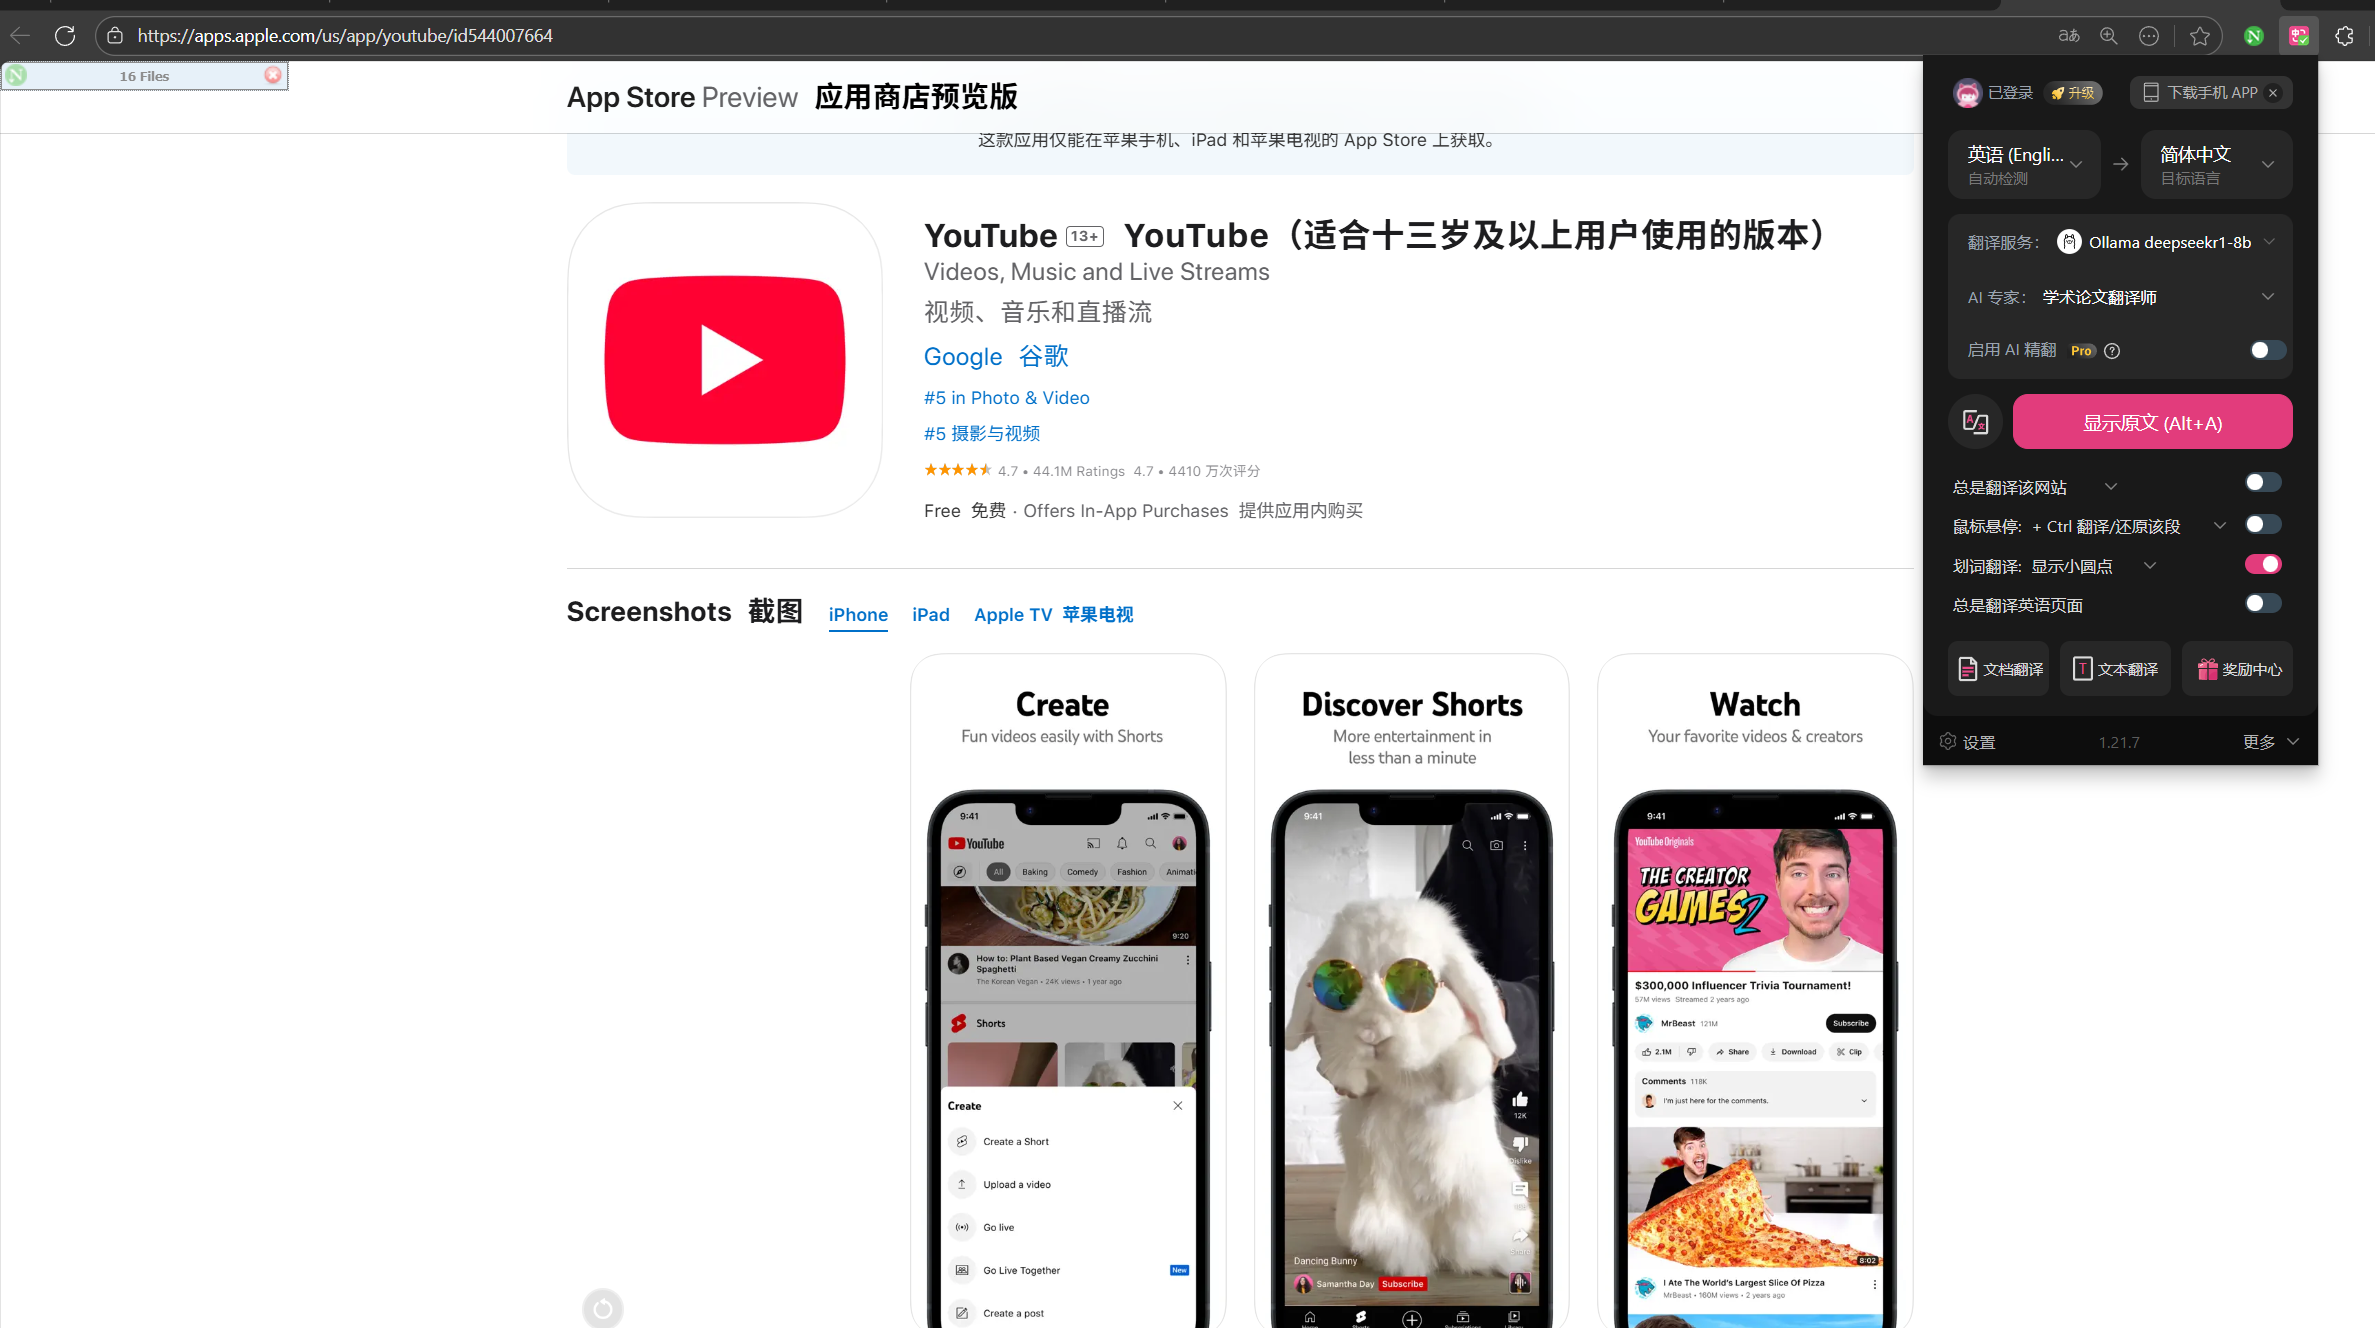 https://apps.apple.com/us/app/youtube/id544007664
aあ
16 Files
App Store Preview 应用商店预览版
这款应用仅能在苹果手机、iPad 和苹果电视的 App Store 上获取。
YouTube 13+ YouTube（适合十三岁及以上用户使用的版本）
Videos, Music and Live Streams
视频、音乐和直播流
Google 谷歌
#5 in Photo & Video
#5 摄影与视频
4.7 • 44.1M Ratings 4.7 • 4410 万次评分
Free 免费 · Offers In-App Purchases 提供应用内购买
Screenshots 截图 iPhone iPad Apple TV 苹果电视
Create
Fun videos easily with Shorts
9:41
YouTube
All Baking Comedy Fashion Animati
9:20
How to: Plant Based Vegan Creamy Zucchini
Spaghetti
The Korean Vegan • 24K views • 1 year ago
Shorts
Create
Create a Short
Upload a video
Go live
Go Live Together New
Create a post
Discover Shorts
More entertainment in
less than a minute
9:41
12K
Dislike
Share
Dancing Bunny
Samantha Day Subscribe
Home Shorts Subscriptions Library
Watch
Your favorite videos & creators
9:41
YouTube Originals
THE CREATOR
GAMES 2
$300,000 Influencer Trivia Tournament!
57M views Streamed 2 years ago
MrBeast 121M Subscribe
2.1M Share Download Clip
Comments 118K
I'm just here for the comments.
8:02
I Ate The World's Largest Slice Of Pizza
MrBeast • 160M views • 2 years ago
已登录 升级 下载手机 APP
英语 (Engli...
自动检测
简体中文
目标语言
翻译服务: Ollama deepseekr1-8b
AI 专家: 学术论文翻译师
启用 AI 精翻 Pro
显示原文 (Alt+A)
总是翻译该网站
鼠标悬停: + Ctrl 翻译/还原该段
划词翻译: 显示小圆点
总是翻译英语页面
文档翻译 文本翻译 奖励中心
设置 1.21.7 更多